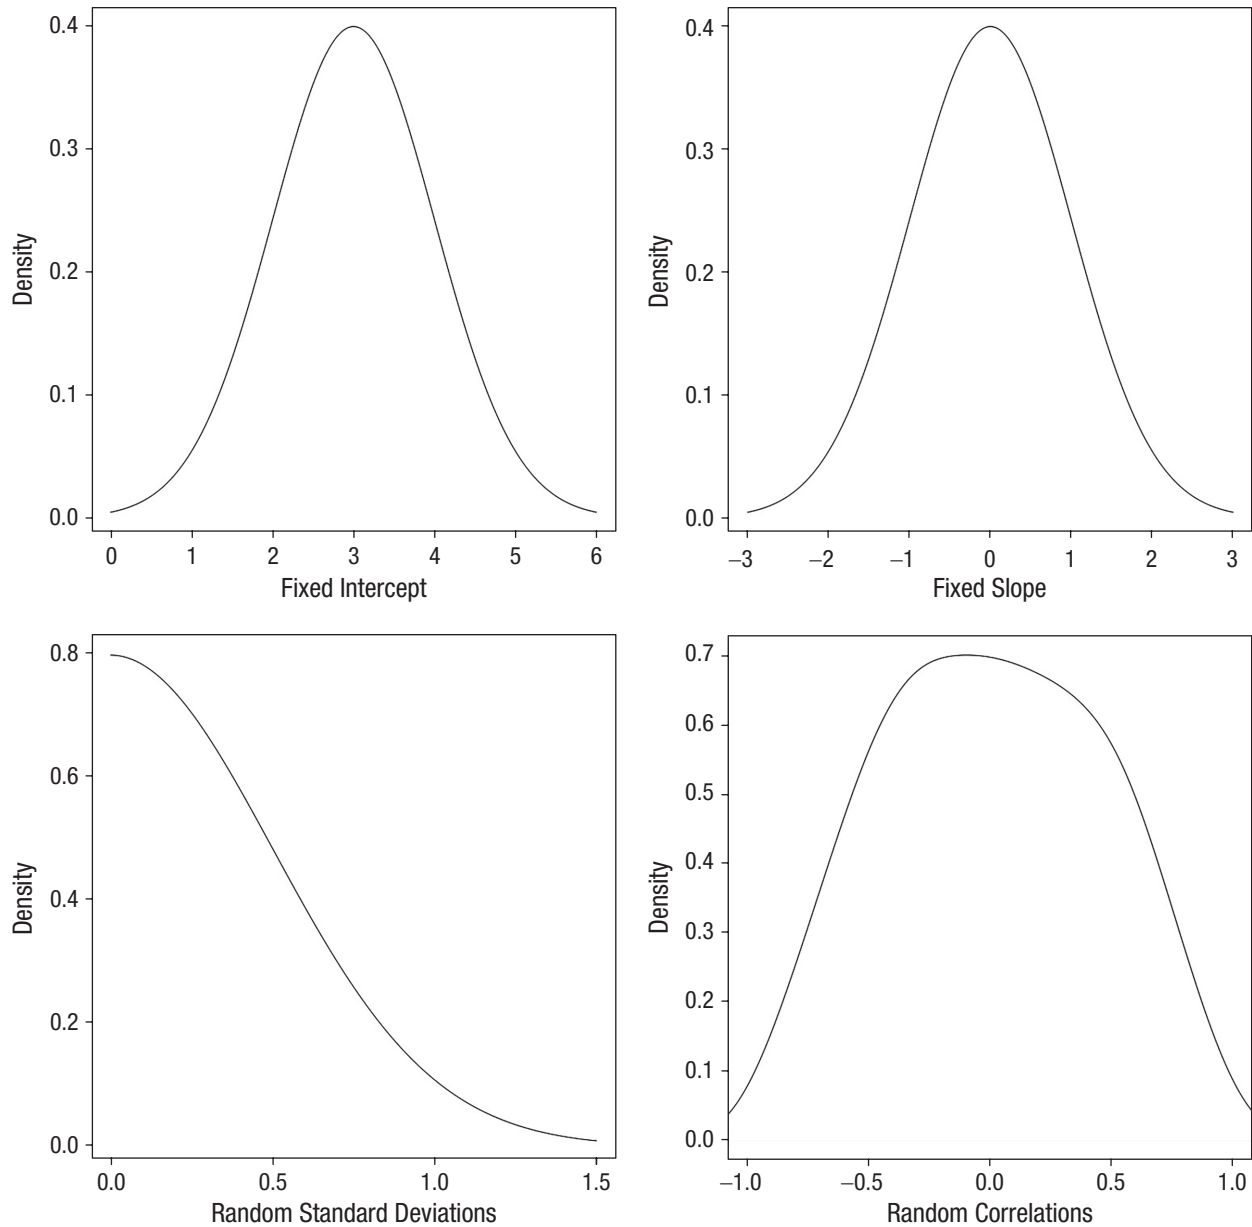 0.4
0.3
0.2
0.1
0.0
Density
0 1 2 3 4 5 6
Fixed Intercept
0.4
0.3
0.2
0.1
0.0
Density
–3 –2 –1 0 1 2 3
Fixed Slope
0.8
0.6
0.4
0.2
0.0
Density
0.0 0.5 1.0 1.5
Random Standard Deviations
0.7
0.6
0.5
0.4
0.3
0.2
0.1
0.0
Density
–1.0 –0.5 0.0 0.5 1.0
Random Correlations